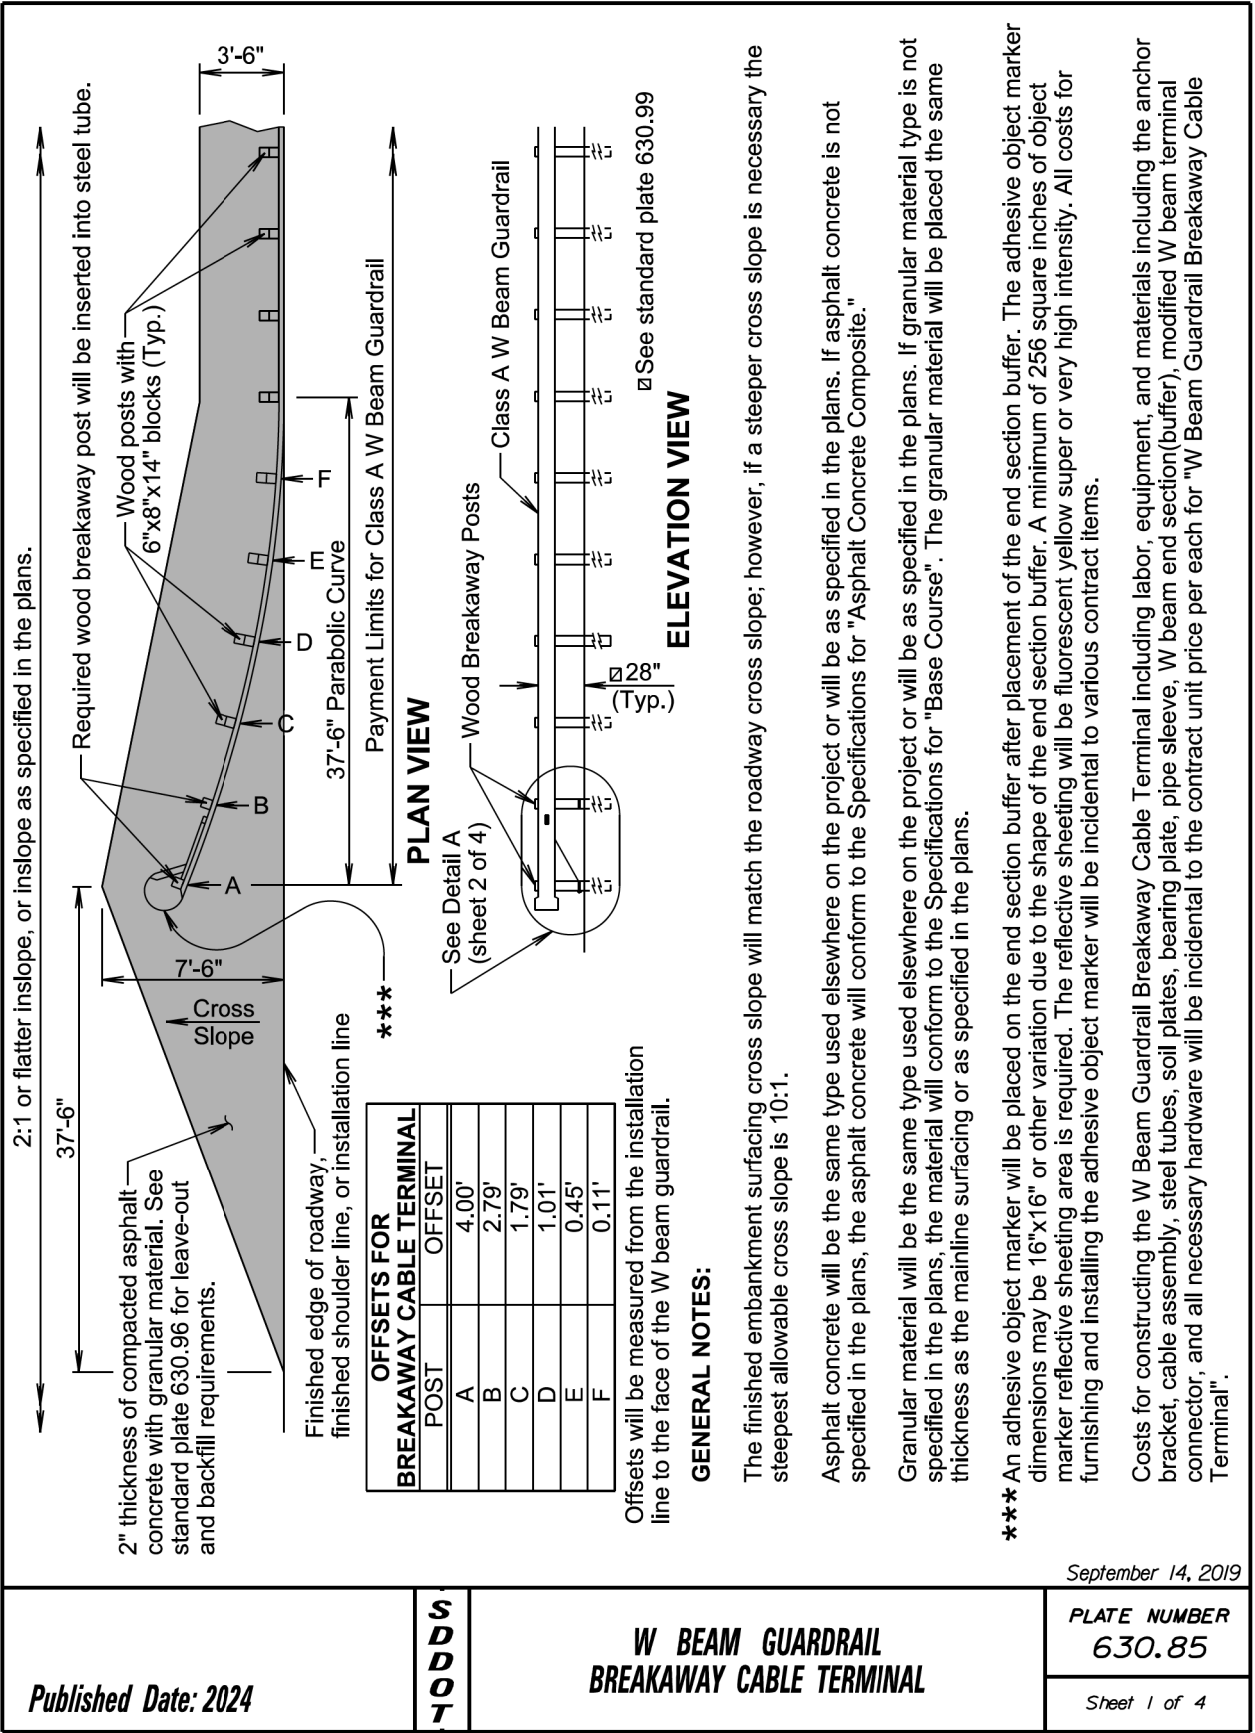 2:1 or flatter inslope, or inslope as specified in the plans.
37'-6"
3'-6"
Required wood breakaway post will be inserted into steel tube.
2" thickness of compacted asphalt
concrete with granular material. See
standard plate 630.96 for leave-out
and backfill requirements.
Wood posts with
6"x8"x14" blocks (Typ.)
Cross
Slope
7'-6"
A
B
C
D
E
F
Finished edge of roadway,
finished shoulder line, or installation line
***
37'-6" Parabolic Curve
Payment Limits for Class A W Beam Guardrail
PLAN VIEW
OFFSETS FOR
BREAKAWAY CABLE TERMINAL
POST OFFSET
A 4.00'
B 2.79'
C 1.79'
D 1.01'
E 0.45'
F 0.11'
See Detail A
(sheet 2 of 4)
Wood Breakaway Posts
Class A W Beam Guardrail
28"
(Typ.)
See standard plate 630.99
ELEVATION VIEW
Offsets will be measured from the installation
line to the face of the W beam guardrail.
GENERAL NOTES:
The finished embankment surfacing cross slope will match the roadway cross slope; however, if a steeper cross slope is necessary the
steepest allowable cross slope is 10:1.
Asphalt concrete will be the same type used elsewhere on the project or will be as specified in the plans. If asphalt concrete is not
specified in the plans, the asphalt concrete will conform to the Specifications for "Asphalt Concrete Composite."
Granular material will be the same type used elsewhere on the project or will be as specified in the plans. If granular material type is not
specified in the plans, the material will conform to the Specifications for "Base Course". The granular material will be placed the same
thickness as the mainline surfacing or as specified in the plans.
*** An adhesive object marker will be placed on the end section buffer after placement of the end section buffer. The adhesive object marker
dimensions may be 16"x16" or other variation due to the shape of the end section buffer. A minimum of 256 square inches of object
marker reflective sheeting area is required. The reflective sheeting will be fluorescent yellow super or very high intensity. All costs for
furnishing and installing the adhesive object marker will be incidental to various contract items.
Costs for constructing the W Beam Guardrail Breakaway Cable Terminal including labor, equipment, and materials including the anchor
bracket, cable assembly, steel tubes, soil plates, bearing plate, pipe sleeve, W beam end section(buffer), modified W beam terminal
connector, and all necessary hardware will be incidental to the contract unit price per each for "W Beam Guardrail Breakaway Cable
Terminal".
September 14, 2019
Published Date: 2024
SDDOT
W BEAM GUARDRAIL
BREAKAWAY CABLE TERMINAL
PLATE NUMBER
630.85
Sheet 1 of 4